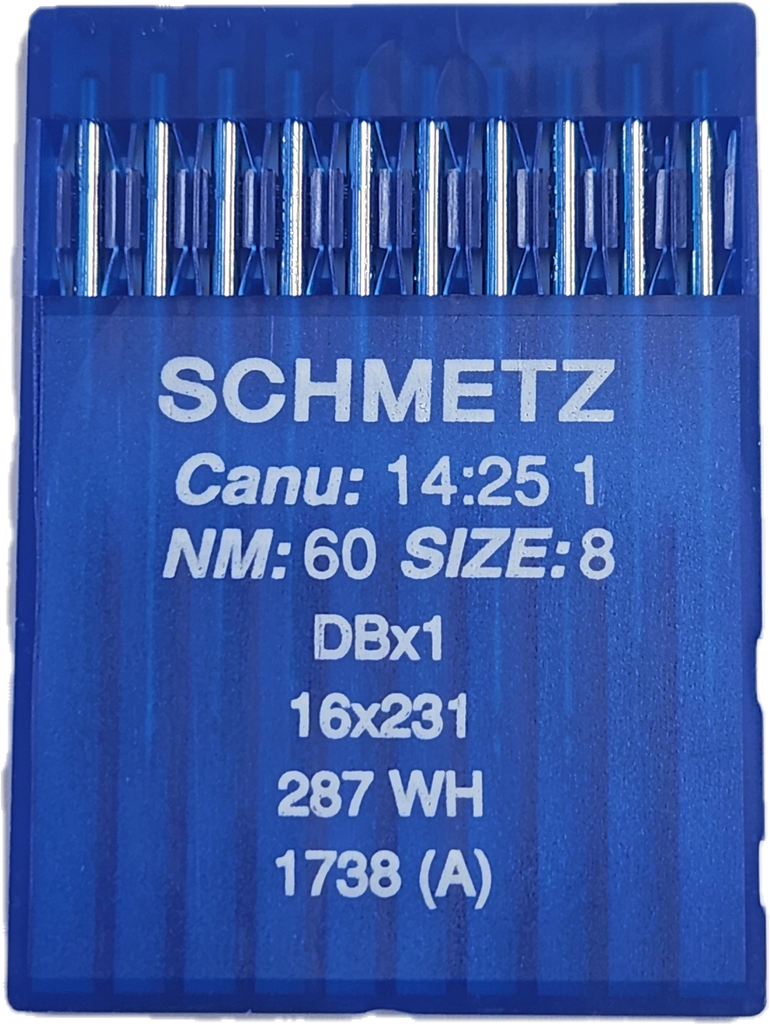 SCHMETZ
Canu: 14:25 1
NM: 60 SIZE: 8
DBx1
16x231
287 WH
1738 (A)